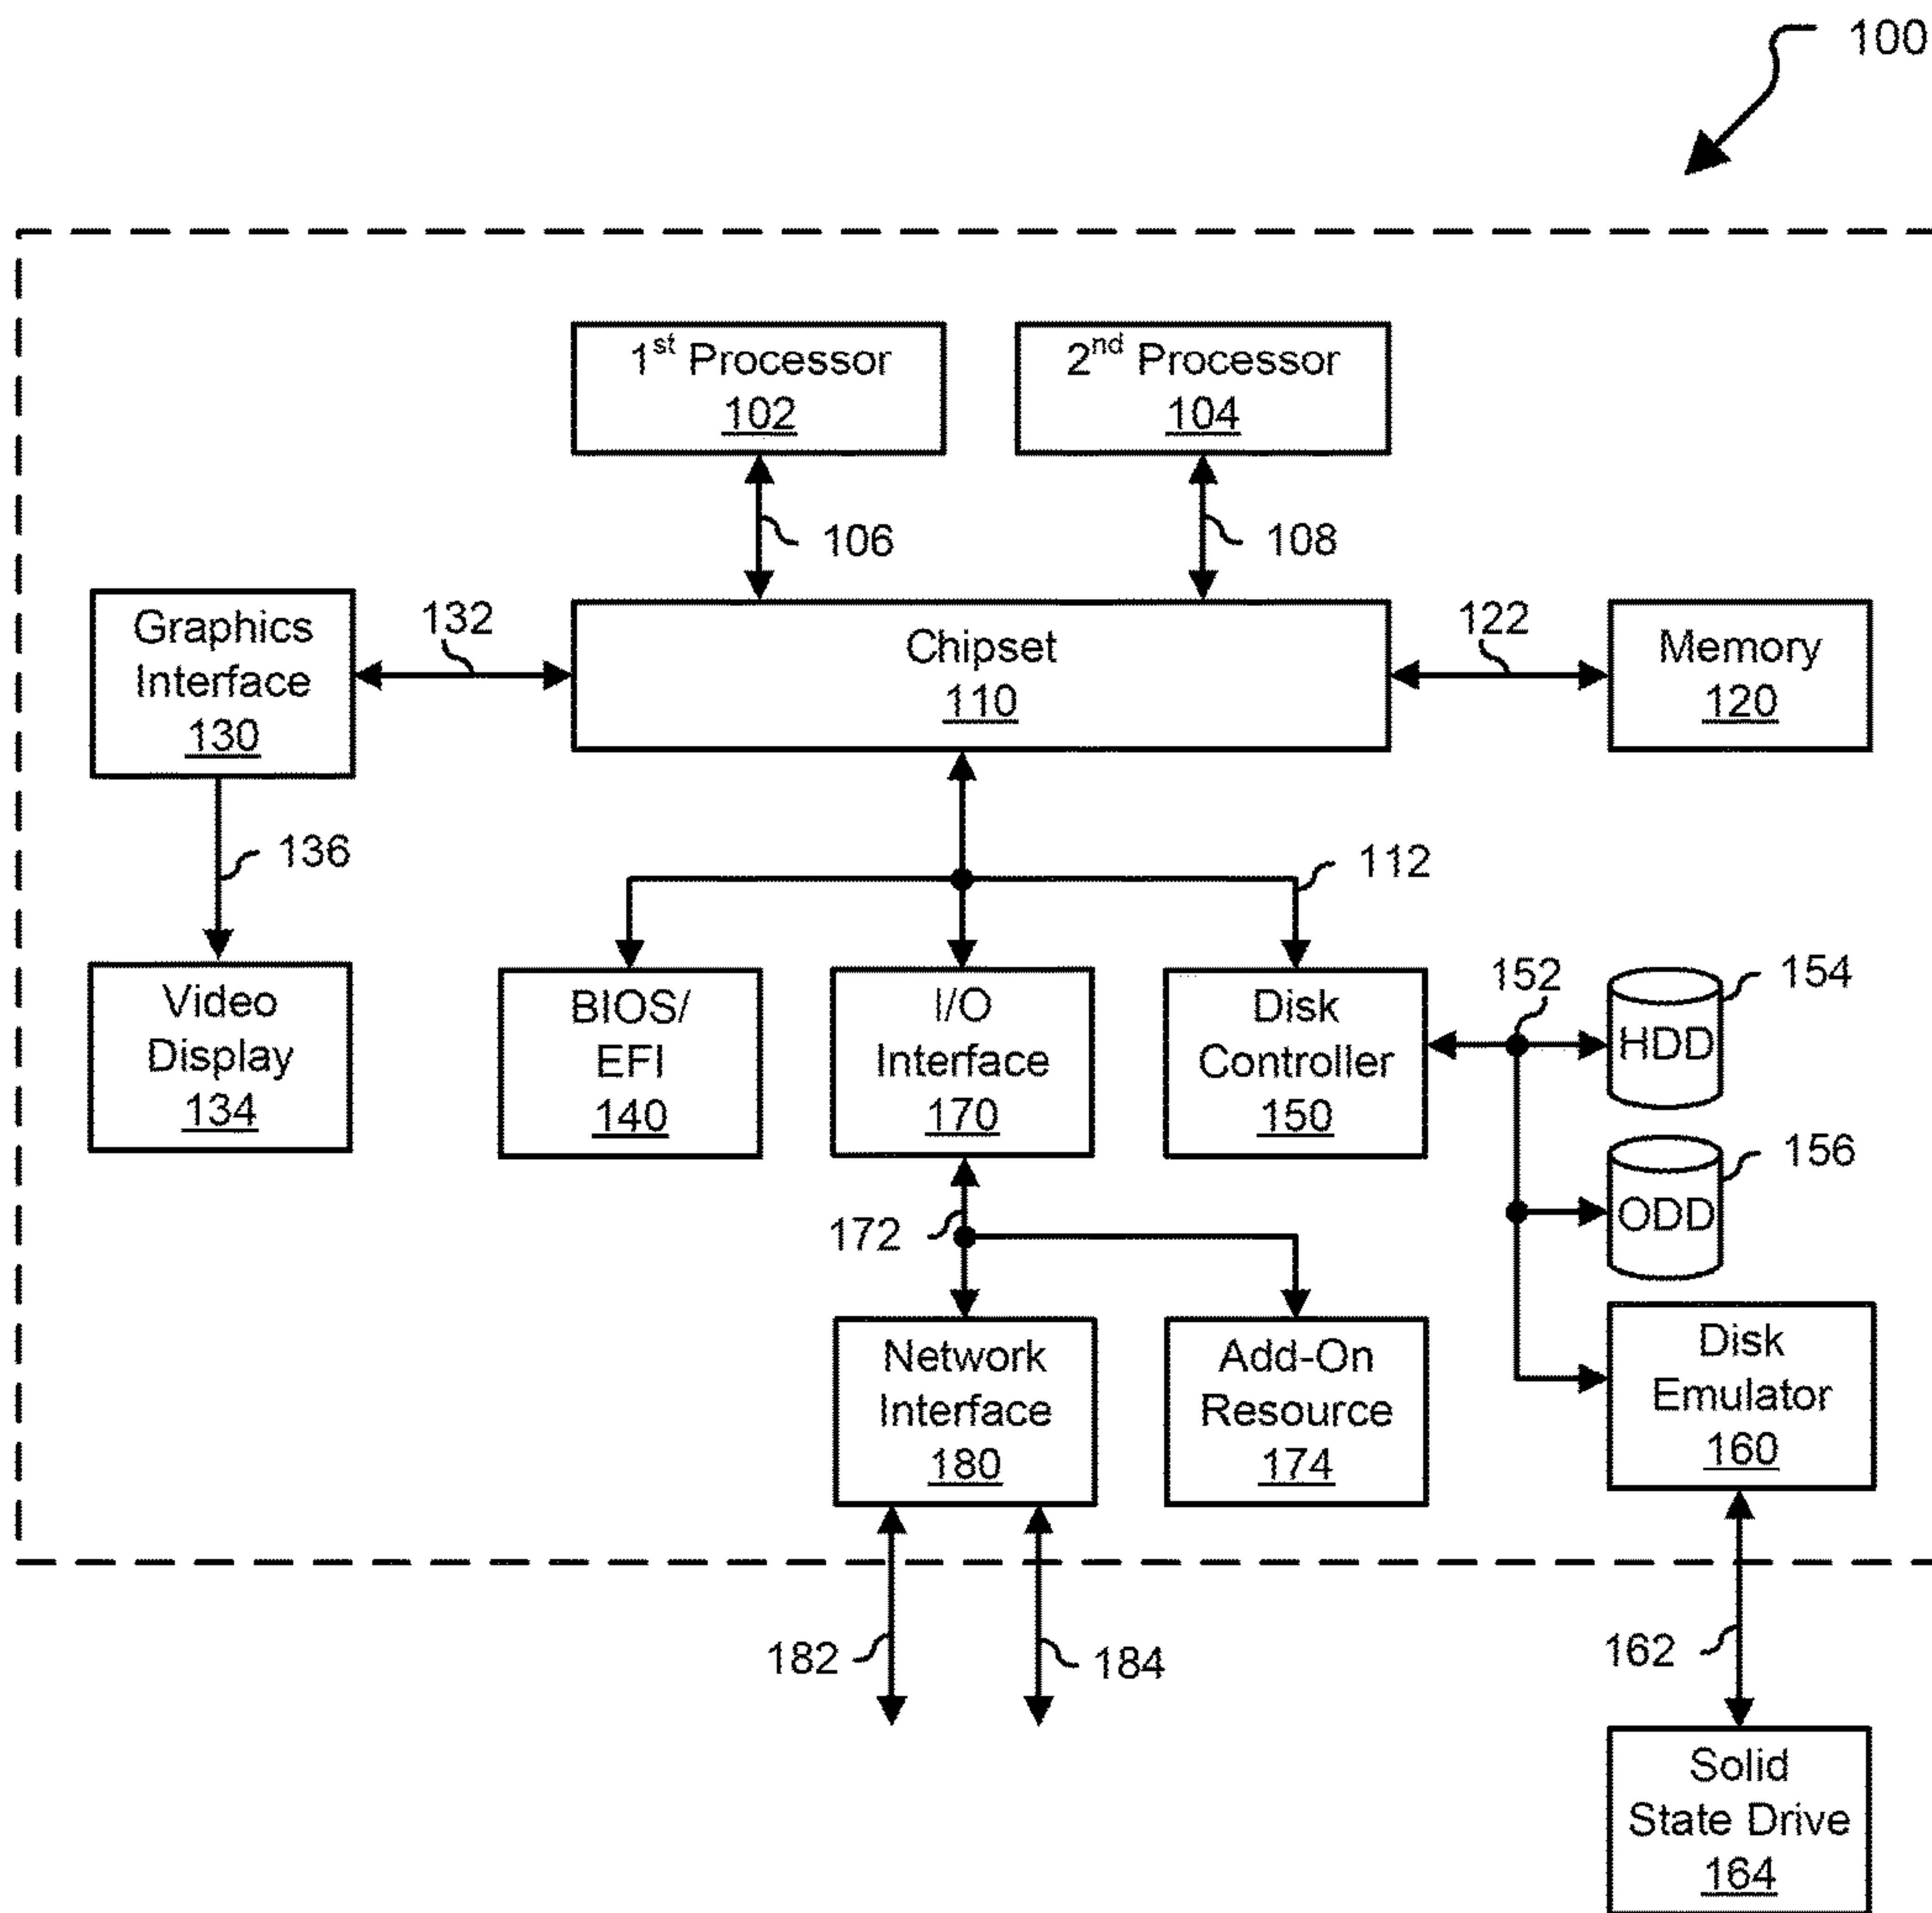 100
1st Processor
102
2nd Processor
104
106
108
Graphics
Interface
130
132
Chipset
110
122
Memory
120
136
112
Video
Display
134
BIOS/
EFI
140
I/O
Interface
170
Disk
Controller
150
152
HDD
154
ODD
156
172
Network
Interface
180
Add-On
Resource
174
Disk
Emulator
160
182
184
162
Solid
State Drive
164